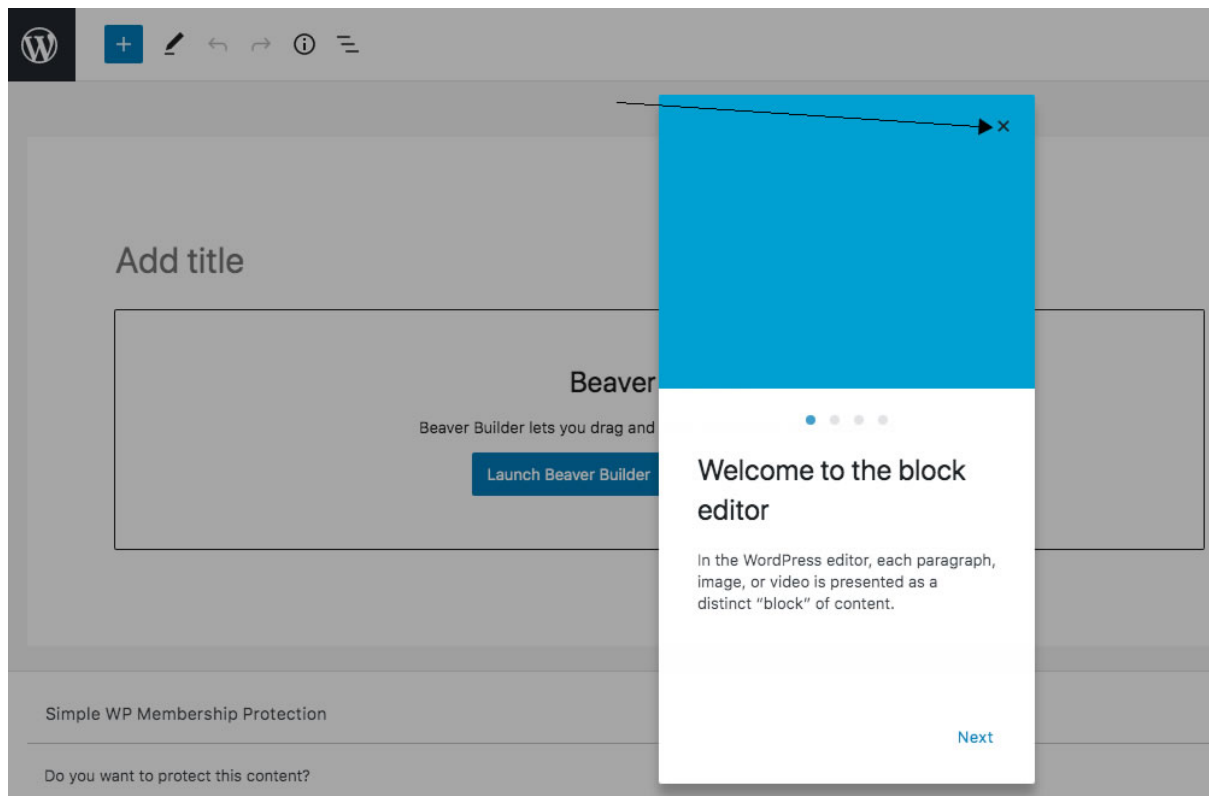 Add title
Beaver
Beaver Builder lets you drag and
Launch Beaver Builder
Welcome to the block
editor
In the WordPress editor, each paragraph,
image, or video is presented as a
distinct “block” of content.
Next
Simple WP Membership Protection
Do you want to protect this content?